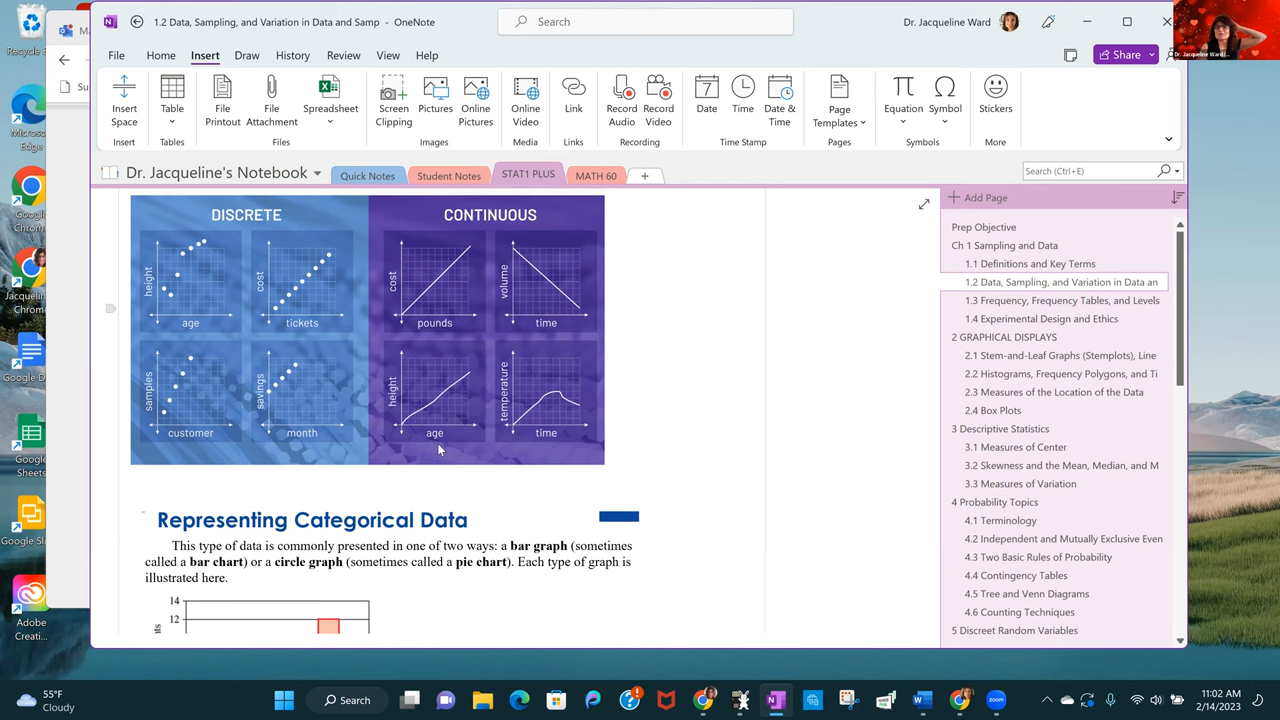 1.2 Data, Sampling, and Variation in Data and Samp - OneNote
Search
Dr. Jacqueline Ward
File Home Insert Draw History Review View Help
Share
Insert Space
Table
File Printout
File Attachment
Spreadsheet
Screen Clipping
Pictures
Online Pictures
Online Video
Link
Record Audio
Record Video
Date
Time
Date & Time
Page Templates
Equation
Symbol
Stickers
Insert Tables Files Images Media Links Recording Time Stamp Pages Symbols More
Dr. Jacqueline's Notebook
Quick Notes Student Notes STAT1 PLUS MATH 60
Search (Ctrl+E)
DISCRETE
height
age
cost
tickets
samples
customer
savings
month
CONTINUOUS
cost
pounds
volume
time
height
age
temperature
time
Representing Categorical Data
This type of data is commonly presented in one of two ways: a bar graph (sometimes
called a bar chart) or a circle graph (sometimes called a pie chart). Each type of graph is
illustrated here.
14
12
Add Page
Prep Objective
Ch 1 Sampling and Data
1.1 Definitions and Key Terms
1.2 Data, Sampling, and Variation in Data an
1.3 Frequency, Frequency Tables, and Levels
1.4 Experimental Design and Ethics
2 GRAPHICAL DISPLAYS
2.1 Stem-and-Leaf Graphs (Stemplots), Line
2.2 Histograms, Frequency Polygons, and Ti
2.3 Measures of the Location of the Data
2.4 Box Plots
3 Descriptive Statistics
3.1 Measures of Center
3.2 Skewness and the Mean, Median, and M
3.3 Measures of Variation
4 Probability Topics
4.1 Terminology
4.2 Independent and Mutually Exclusive Even
4.3 Two Basic Rules of Probability
4.4 Contingency Tables
4.5 Tree and Venn Diagrams
4.6 Counting Techniques
5 Discreet Random Variables
Google
Sheets
Adobe
Creati...
55°F
Cloudy
Search
11:02 AM
2/14/2023